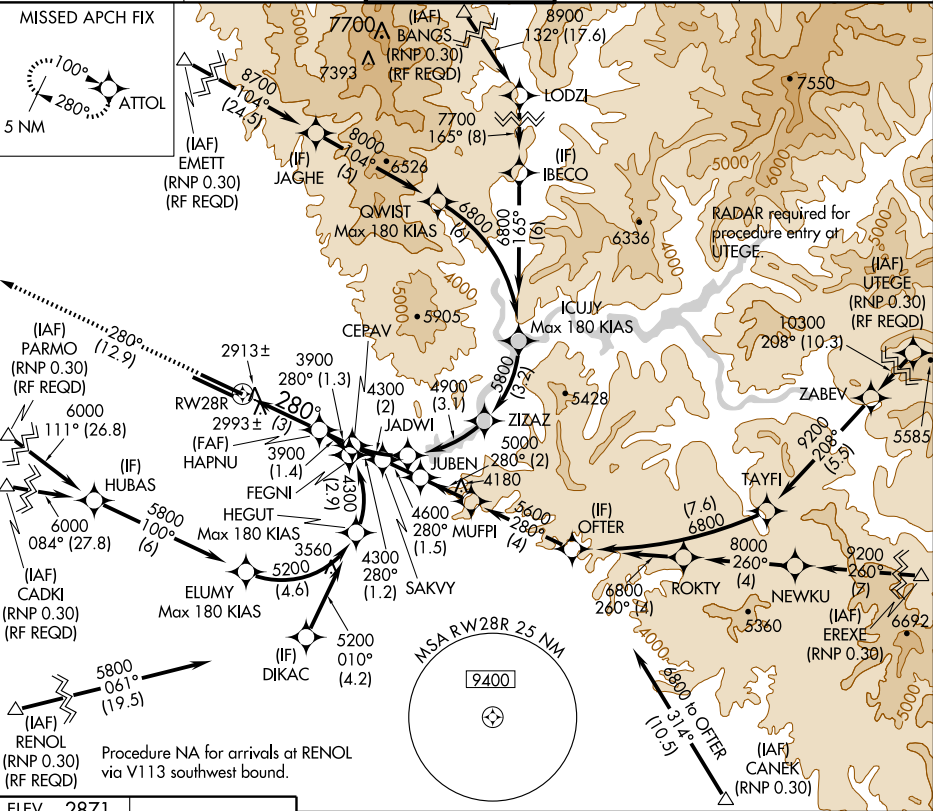 MISSED APCH FIX
100°
280°
ATTOL
5 NM
8700
104°
(24.5)
(IAF)
EMETT
(RNP 0.30)
(RF REQD)
7700
7393
(IAF)
BANGS
(RNP 0.30)
(RF REQD)
8900
132° (17.6)
LODZI
7700
165° (8)
(IF)
IBECO
7550
5000
6000
(IF)
JAGHE
8000
104°
(5)
6526
QWIST
Max 180 KIAS
6800
(6)
6800
165°
(6)
6336
4000
5000
RADAR required for
procedure entry at
UTEGE.
5000
(IAF)
UTEGE
(RNP 0.30)
(RF REQD)
10300
208° (10.3)
5585
ZABEV
9200
208°
(5.5)
TAYFI
4000
5000
5905
ICUJY
Max 180 KIAS
5800
(3.2)
5428
ZIZAZ
280°
(12.9)
(IAF)
PARMO
(RNP 0.30)
(RF REQD)
6000
111° (26.8)
2913±
RW28R
2993±
280°
(3)
CEPAV
3900
280° (1.3)
4300
(2)
4900
(3.1)
JADWI
(FAF)
HAPNU
3900
(1.4)
FEGNI
4300
(2.9)
JUBEN
5000
280° (2)
4180
HEGUT
Max 180 KIAS
4600
280°
(1.5)
MUFPI
5600
280°
(4)
(IF)
OFTER
(7.6)
6800
4300
280°
(1.2)
SAKVY
3560
(IF)
HUBAS
6000
084° (27.8)
5800
100°
(6)
(IAF)
CADKI
(RNP 0.30)
(RF REQD)
ELUMY
Max 180 KIAS
5200
(4.6)
(IF)
DIKAC
5200
010°
(4.2)
6800
260° (4)
ROKTY
8000
260°
(4)
NEWKU
9200
260°
(7)
(IAF)
EREXE
(RNP 0.30)
6692
5360
4000
5000
MSA RW28R 25 NM
9400
5800
061°
(19.5)
(IAF)
RENOL
(RNP 0.30)
(RF REQD)
Procedure NA for arrivals at RENOL
via V113 southwest bound.
6800 to OFTER
314°
(10.5)
(IAF)
CANEK
(RNP 0.30)
ELEV 2871